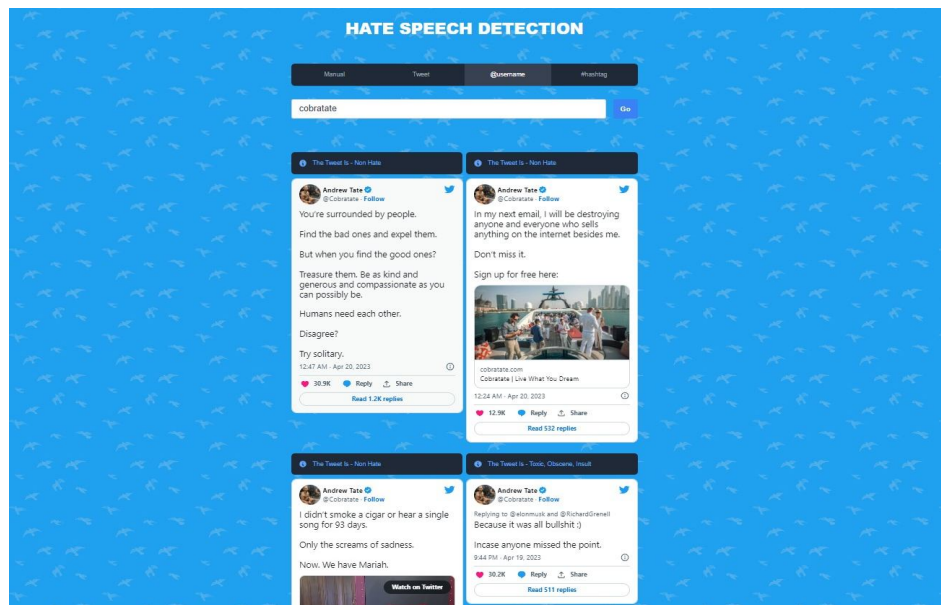 HATE SPEECH DETECTION
Manual Tweet @username #hashtag
cobratate Go
The Tweet Is - Non Hate
Andrew Tate
@Cobratate · Follow
You're surrounded by people.
Find the bad ones and expel them.
But when you find the good ones?
Treasure them. Be as kind and
generous and compassionate as you
can possibly be.
Humans need each other.
Disagree?
Try solitary.
12:47 AM · Apr 20, 2023
30.9K Reply Share
Read 1.2K replies
The Tweet Is - Non Hate
Andrew Tate
@Cobratate · Follow
In my next email, I will be destroying
anyone and everyone who sells
anything on the internet besides me.
Don't miss it.
Sign up for free here:
cobratate.com
Cobratate | Live What You Dream
12:24 AM · Apr 20, 2023
12.9K Reply Share
Read 532 replies
The Tweet Is - Non Hate
Andrew Tate
@Cobratate · Follow
I didn't smoke a cigar or hear a single
song for 93 days.
Only the screams of sadness.
Now. We have Mariah.
Watch on Twitter
The Tweet Is - Toxic, Obscene, Insult
Andrew Tate
@Cobratate · Follow
Replying to @elonmusk and @RichardGrenell
Because it was all bullshit :)
Incase anyone missed the point.
9:44 PM · Apr 19, 2023
30.2K Reply Share
Read 511 replies